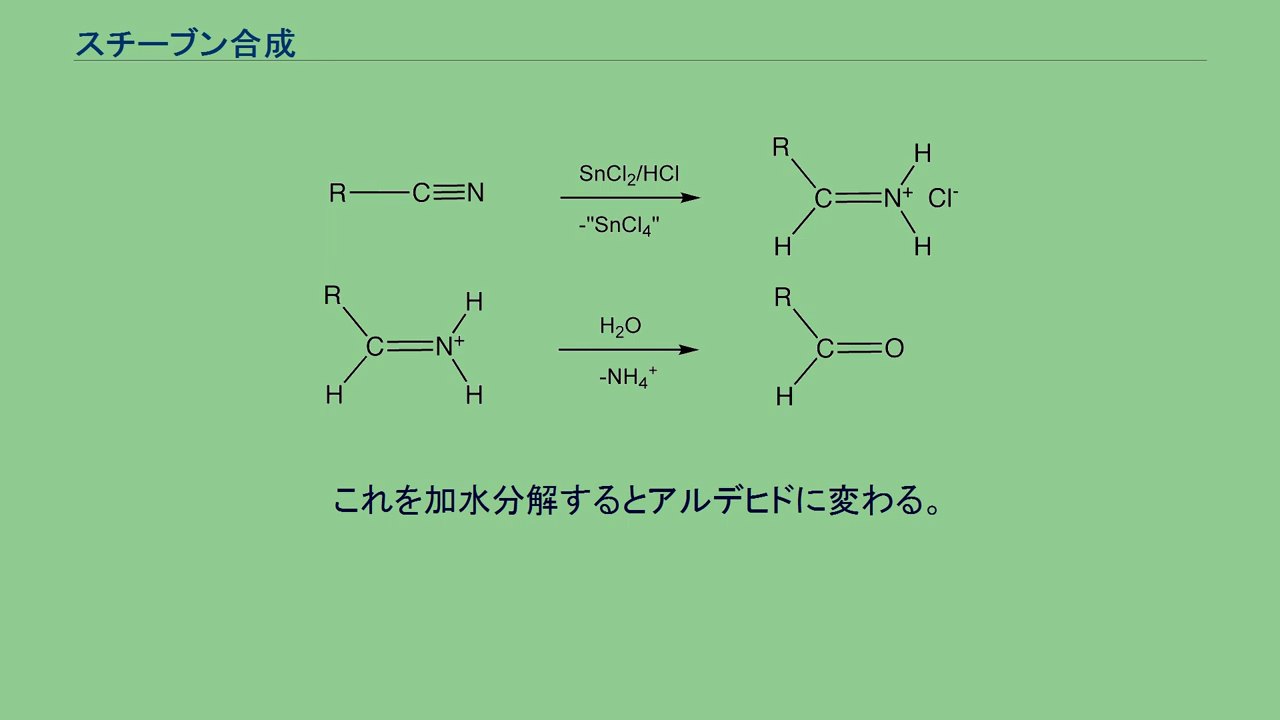 スチーブン合成
R—C≡N
SnCl₂/HCl
-"SnCl₄"
R
H
C=N⁺ Cl⁻
H
H
R
H
C=N⁺
H
H
H₂O
-NH₄⁺
R
C=O
H
これを加水分解するとアルデヒドに変わる。